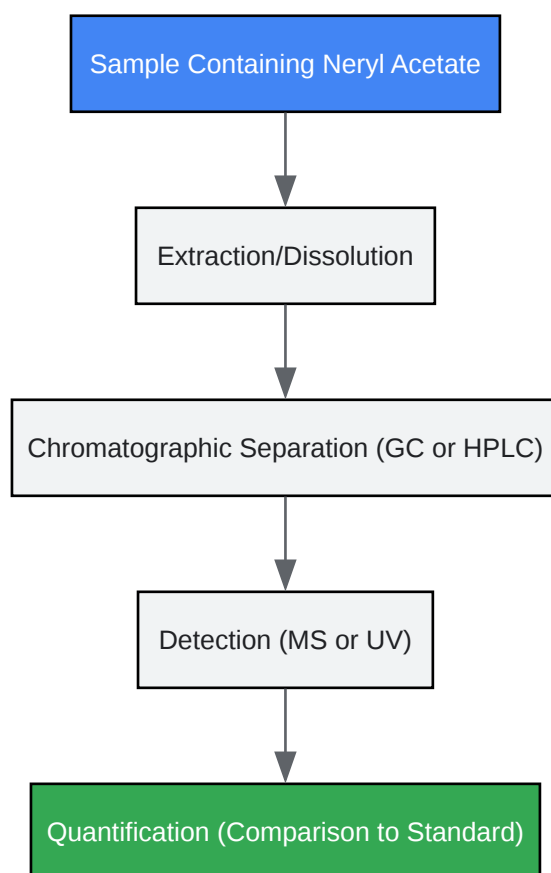 Sample Containing Neryl Acetate
Extraction/Dissolution
Chromatographic Separation (GC or HPLC)
Detection (MS or UV)
Quantification (Comparison to Standard)